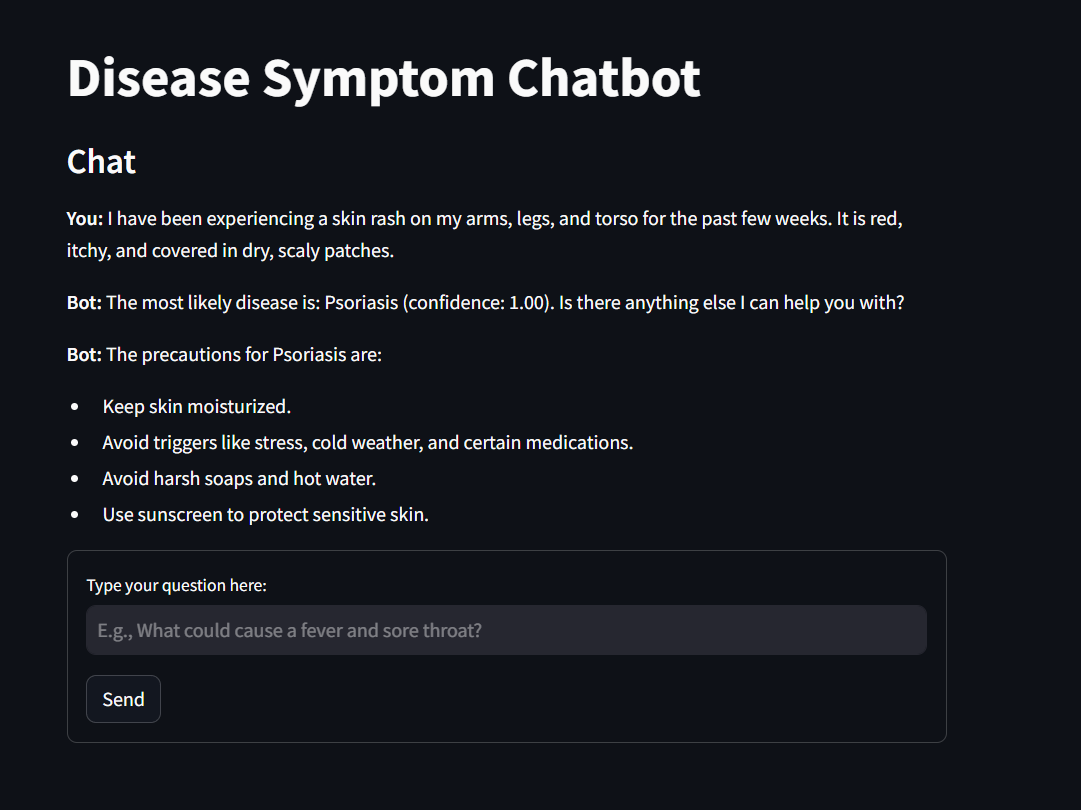 Disease Symptom Chatbot
Chat
You: I have been experiencing a skin rash on my arms, legs, and torso for the past few weeks. It is red,
itchy, and covered in dry, scaly patches.
Bot: The most likely disease is: Psoriasis (confidence: 1.00). Is there anything else I can help you with?
Bot: The precautions for Psoriasis are:
• Keep skin moisturized.
• Avoid triggers like stress, cold weather, and certain medications.
• Avoid harsh soaps and hot water.
• Use sunscreen to protect sensitive skin.
Type your question here:
E.g., What could cause a fever and sore throat?
Send